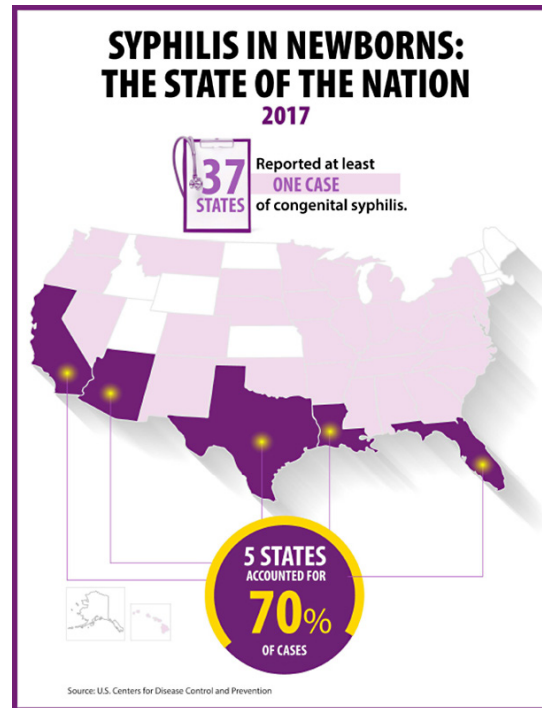 SYPHILIS IN NEWBORNS:
THE STATE OF THE NATION
2017
37
STATES
Reported at least
ONE CASE
of congenital syphilis.
5 STATES
ACCOUNTED FOR
70%
OF CASES
Source: U.S. Centers for Disease Control and Prevention